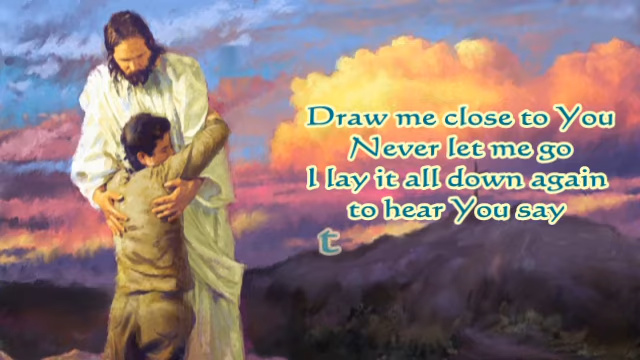 Draw me close to You
Never let me go
I lay it all down again
to hear You say
t